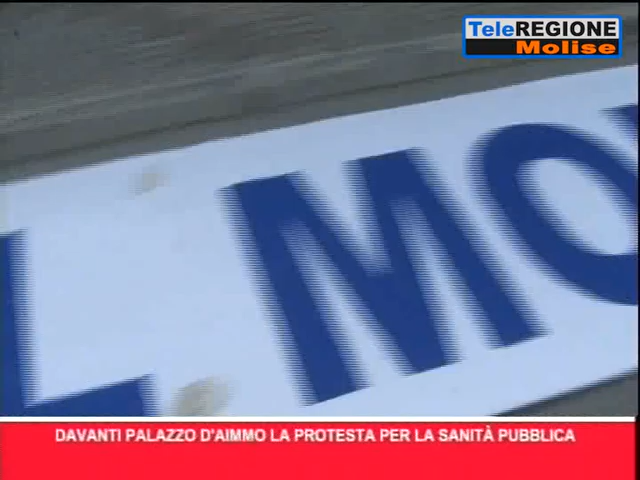 TeleREGIONE
Molise
L MO
DAVANTI PALAZZO D'AIMMO LA PROTESTA PER LA SANITÀ PUBBLICA